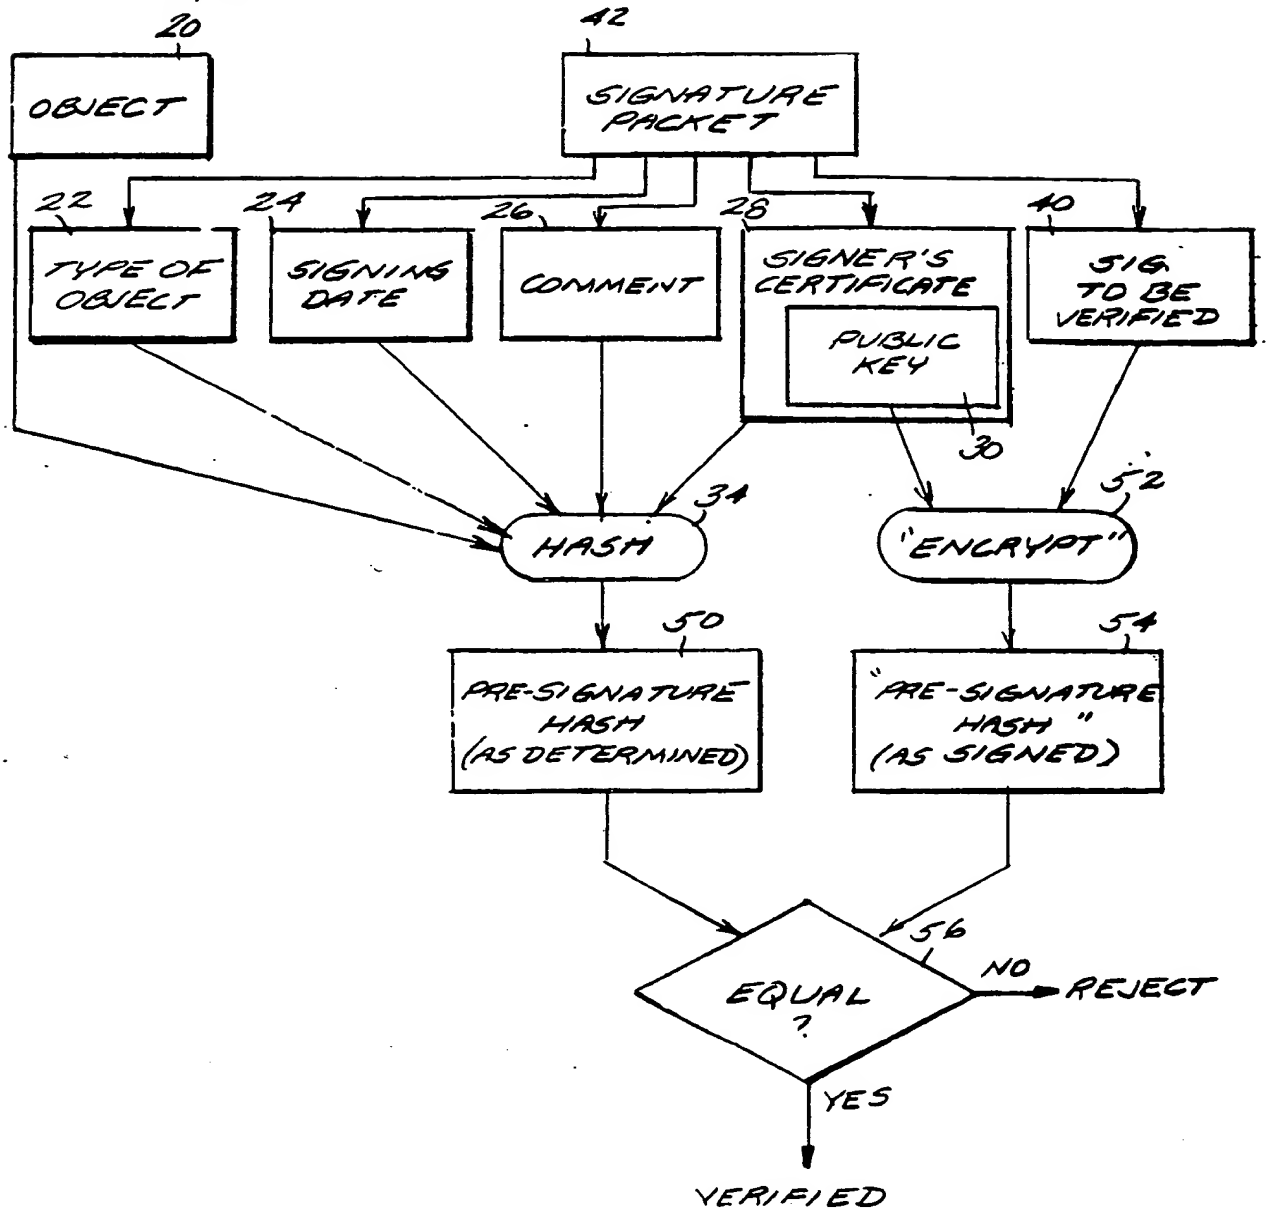 20
42
OBJECT
SIGNATURE
PACKET
22
24
26
28
40
TYPE OF
OBJECT
SIGNING
DATE
COMMENT
SIGNER'S
CERTIFICATE
PUBLIC
KEY
30
SIG
TO BE
VERIFIED
34
52
HASH
"ENCRYPT"
50
54
PRE-SIGNATURE
HASH
(AS DETERMINED)
"PRE-SIGNATURE
HASH"
(AS SIGNED)
56
EQUAL
?
NO
REJECT
YES
VERIFIED